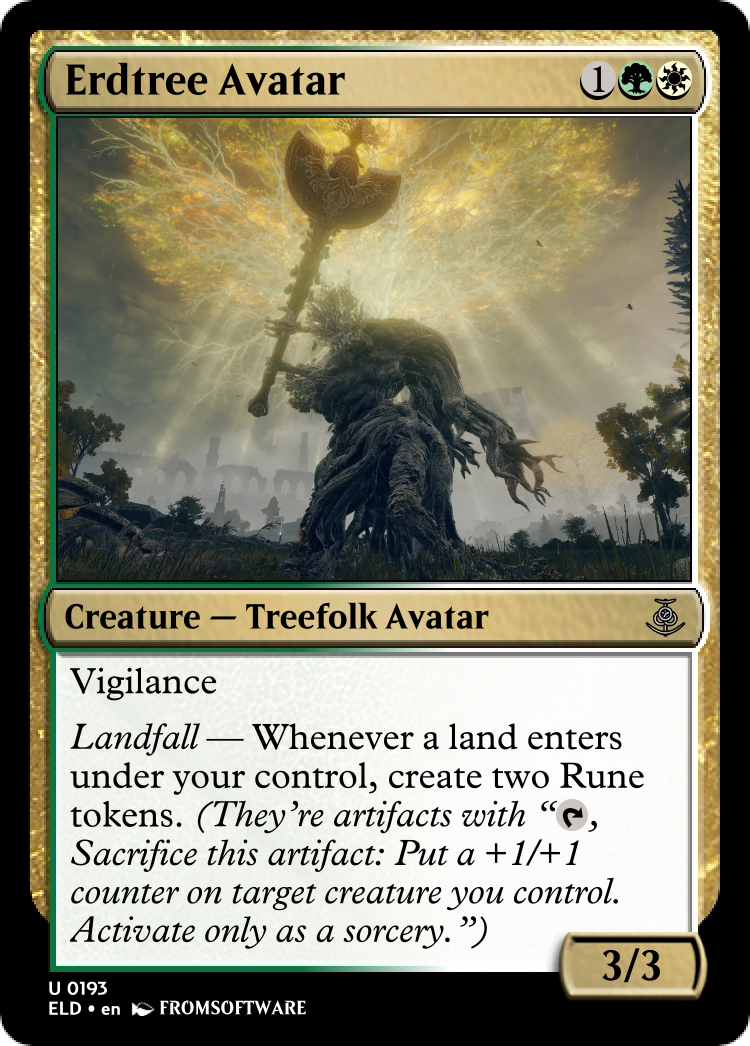 Erdtree Avatar 1
Creature — Treefolk Avatar
Vigilance
Landfall — Whenever a land enters
under your control, create two Rune
tokens. (They're artifacts with “,
Sacrifice this artifact: Put a +1/+1
counter on target creature you control.
Activate only as a sorcery.”)
3/3
U 0193
ELD • en FROMSOFTWARE